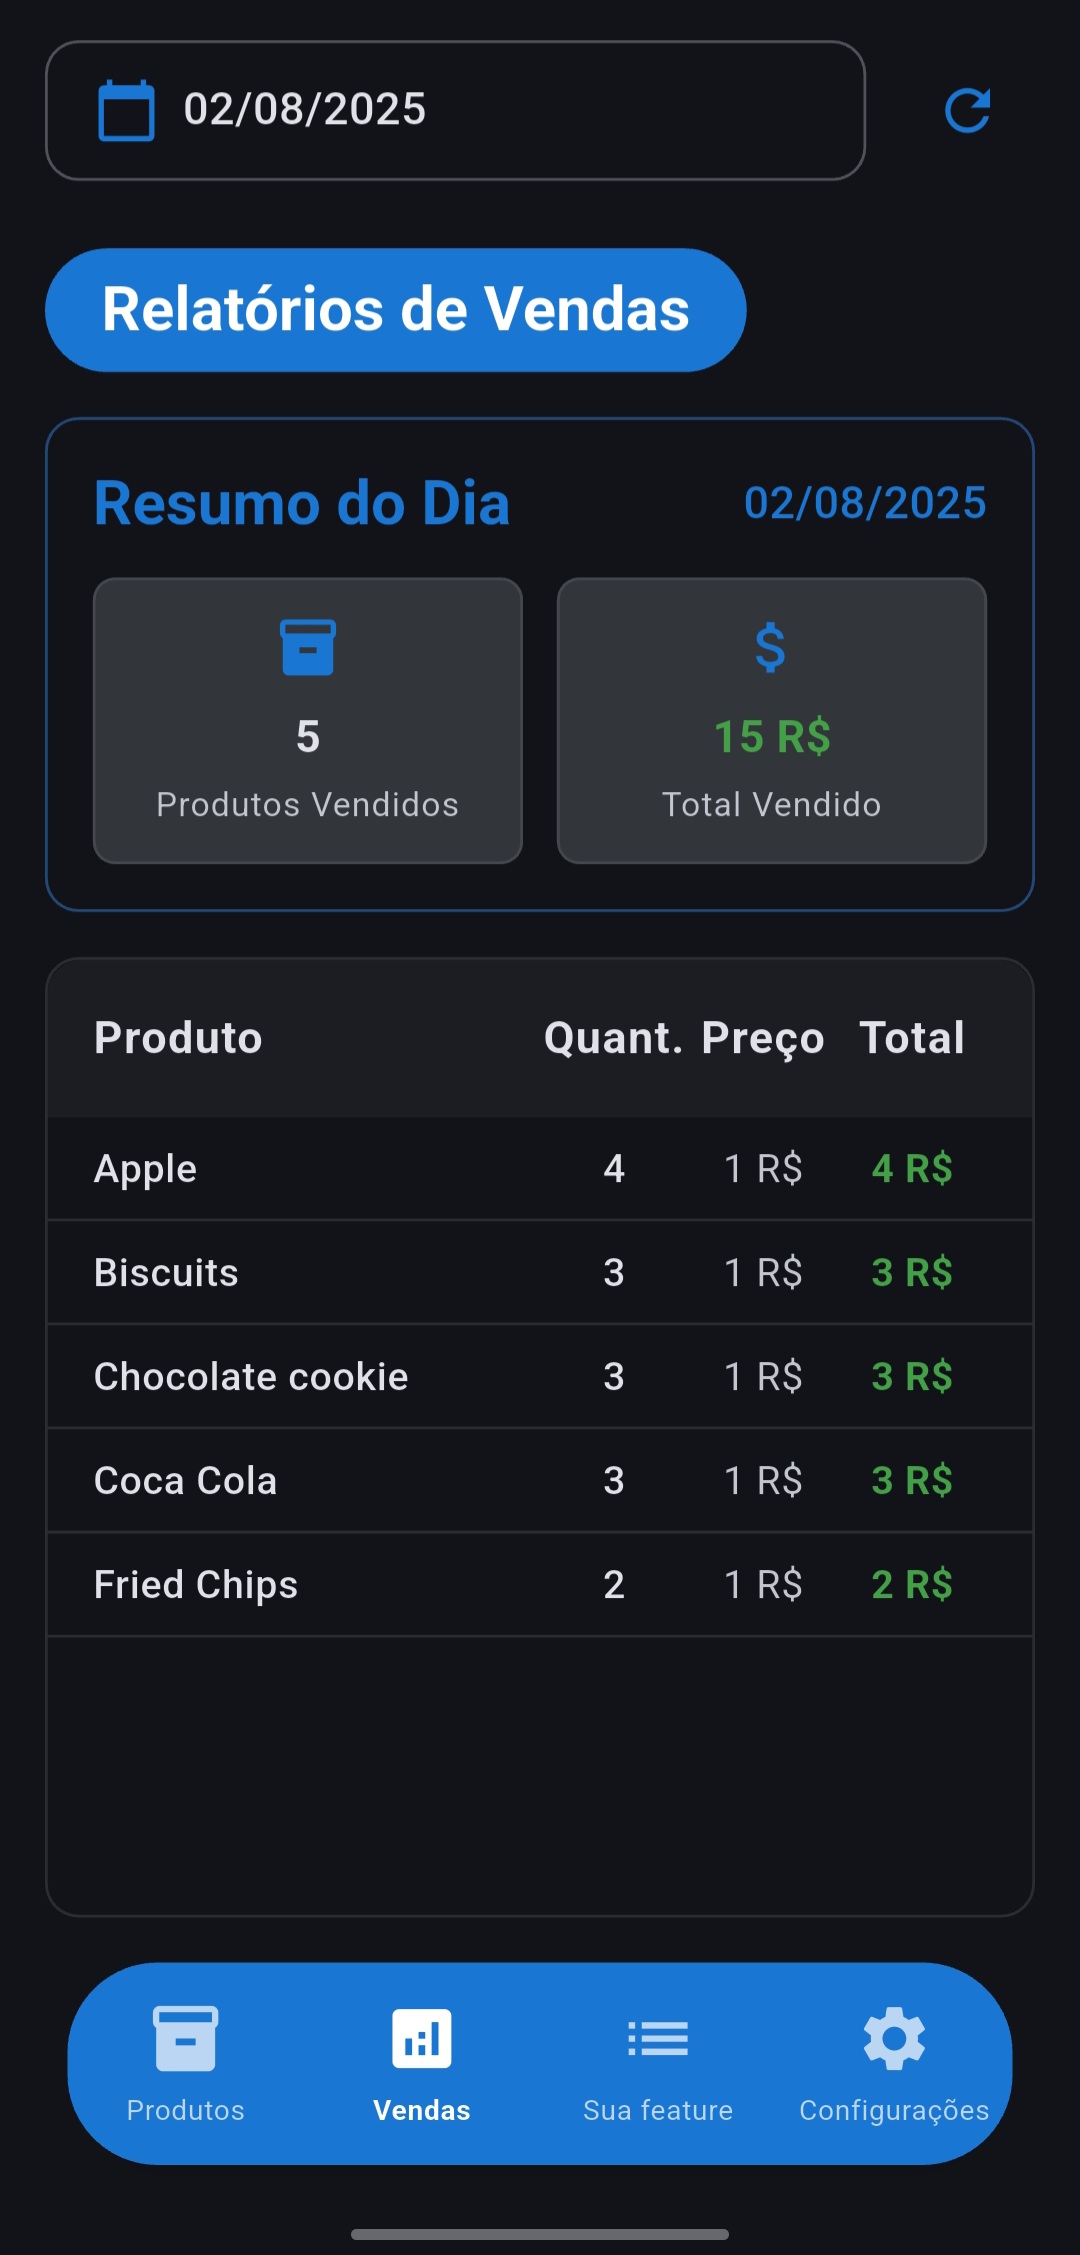 02/08/2025
Relatórios de Vendas
Resumo do Dia 02/08/2025
5
Produtos Vendidos
15 R$
Total Vendido
Produto Quant. Preço Total
Apple 4 1 R$ 4 R$
Biscuits 3 1 R$ 3 R$
Chocolate cookie 3 1 R$ 3 R$
Coca Cola 3 1 R$ 3 R$
Fried Chips 2 1 R$ 2 R$
Produtos Vendas Sua feature Configurações